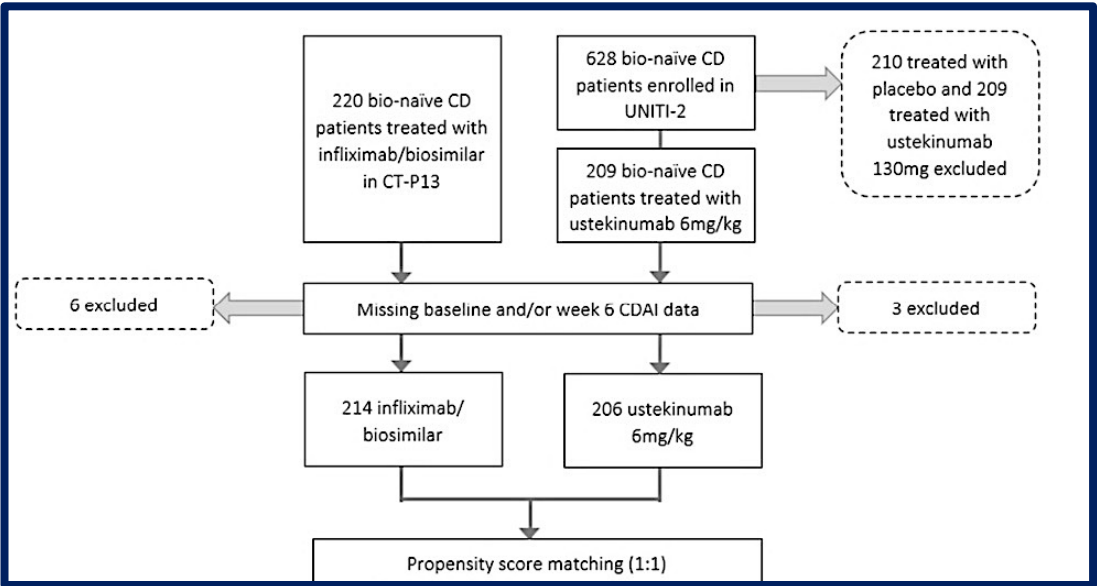 220 bio-naïve CD
patients treated with
infliximab/biosimilar
in CT-P13
628 bio-naïve CD
patients enrolled in
UNITI-2
210 treated with
placebo and 209
treated with
ustekinumab
130mg excluded
209 bio-naïve CD
patients treated with
ustekinumab 6mg/kg
6 excluded
Missing baseline and/or week 6 CDAI data
3 excluded
214 infliximab/
biosimilar
206 ustekinumab
6mg/kg
Propensity score matching (1:1)